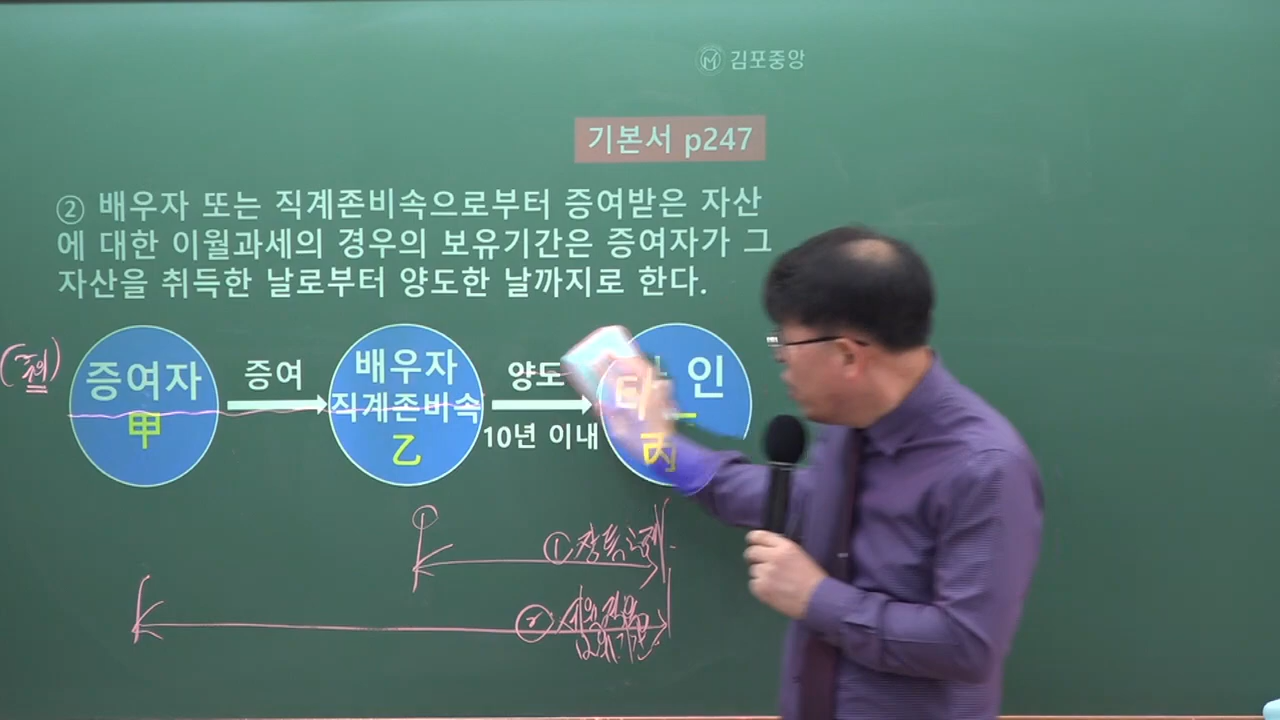 김포중앙
기본서 p247
② 배우자 또는 직계존비속으로부터 증여받은 자산
에 대한 이월과세의 경우의 보유기간은 증여자가 그
자산을 취득한 날로부터 양도한 날까지로 한다.
증여자
甲
증여
배우자
직계존비속
乙
양도
10년 이내
타 인
丙
①
②